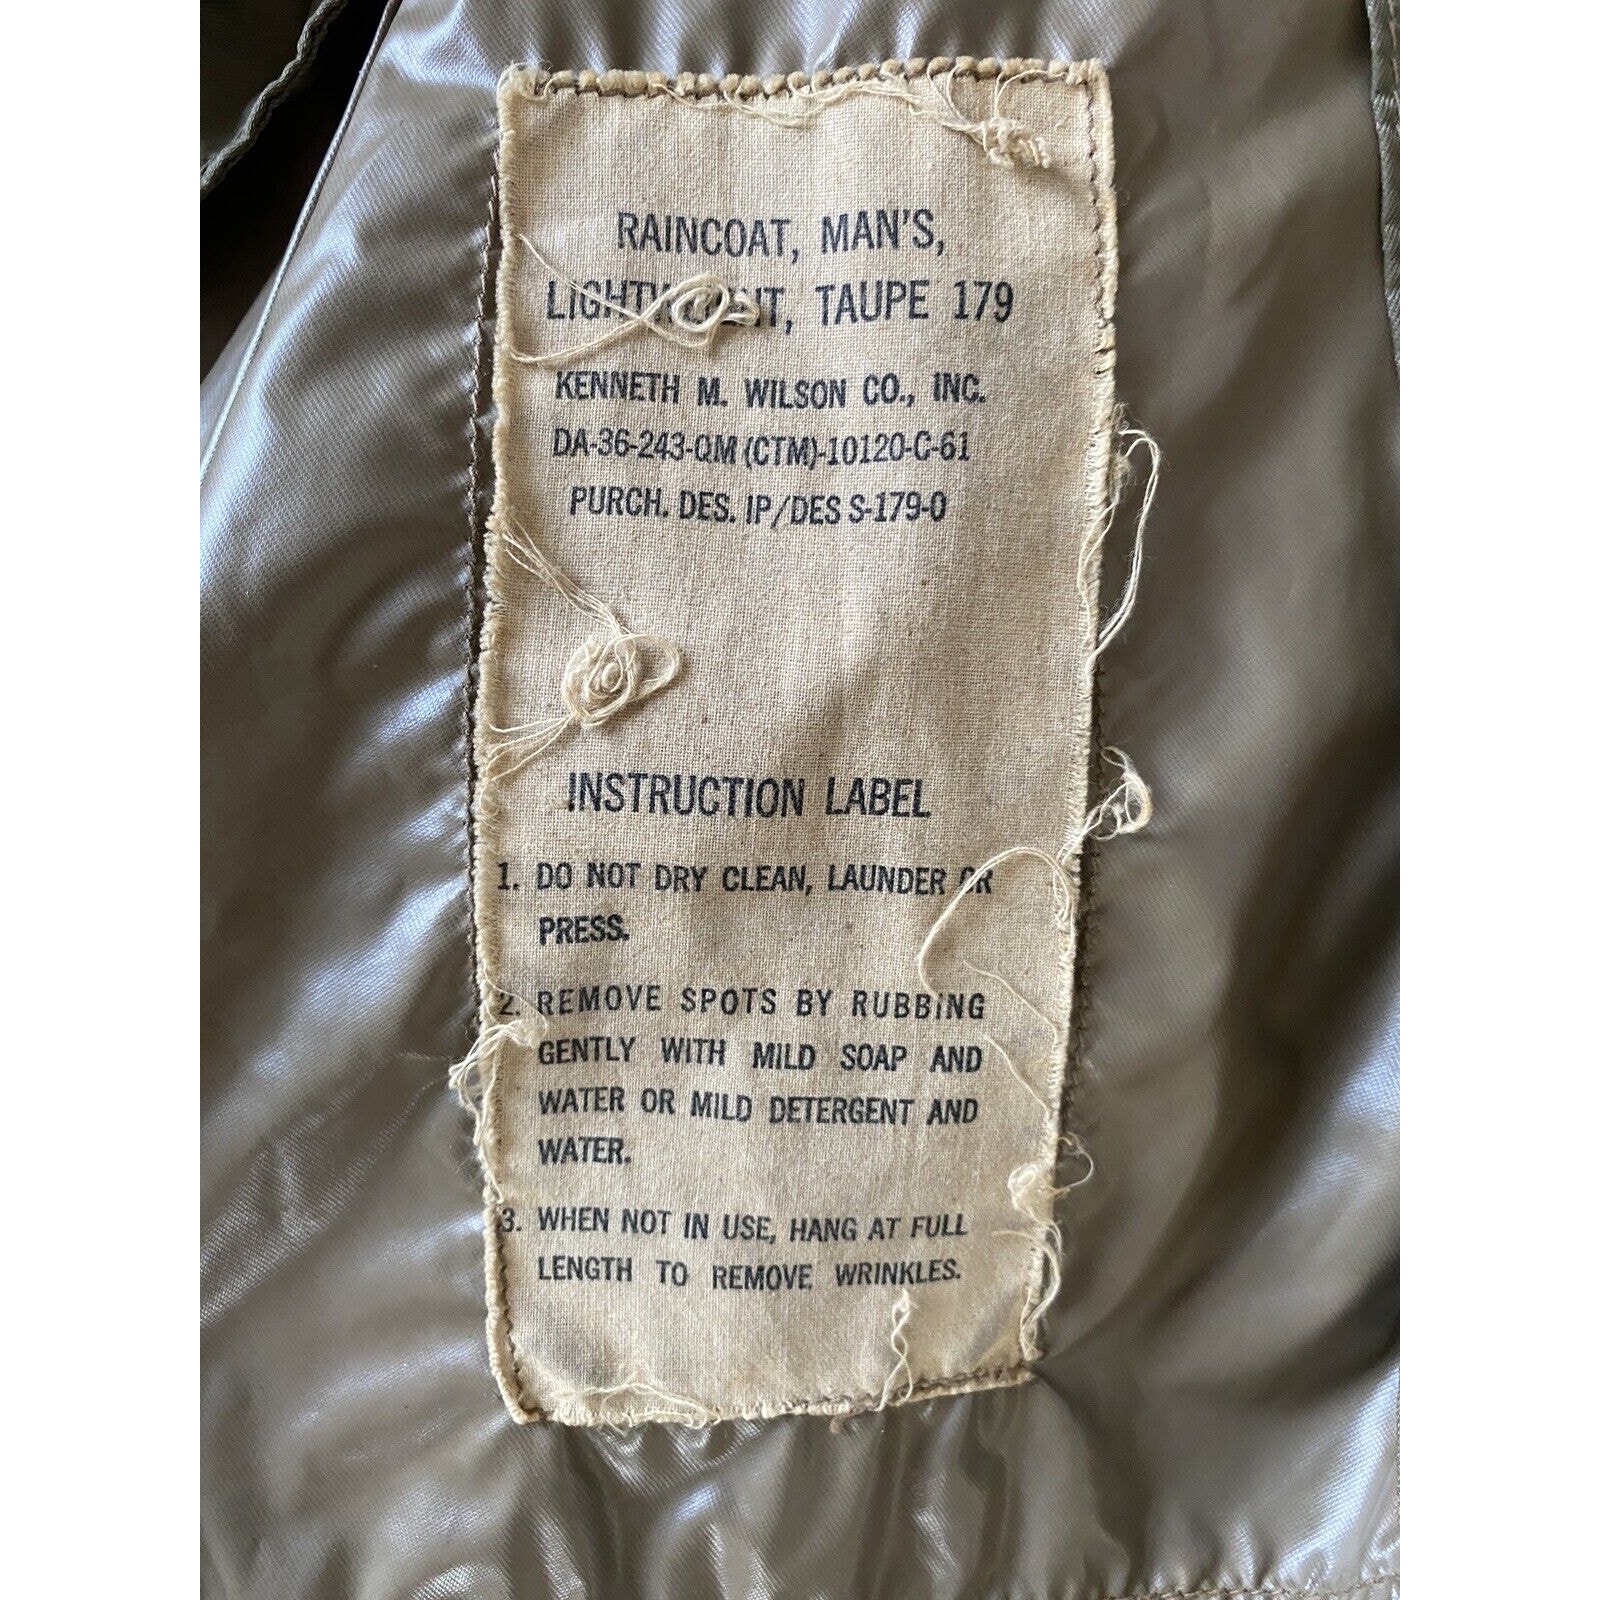 RAINCOAT, MAN'S,
LIGHTWEIGHT, TAUPE 179
KENNETH M. WILSON CO., INC.
DA-36-243-QM (CTM)-10120-C-61
PURCH. DES. IP/DES S-179-0
INSTRUCTION LABEL
1. DO NOT DRY CLEAN, LAUNDER OR
PRESS.
2. REMOVE SPOTS BY RUBBING
GENTLY WITH MILD SOAP AND
WATER OR MILD DETERGENT AND
WATER.
3. WHEN NOT IN USE, HANG AT FULL
LENGTH TO REMOVE WRINKLES.